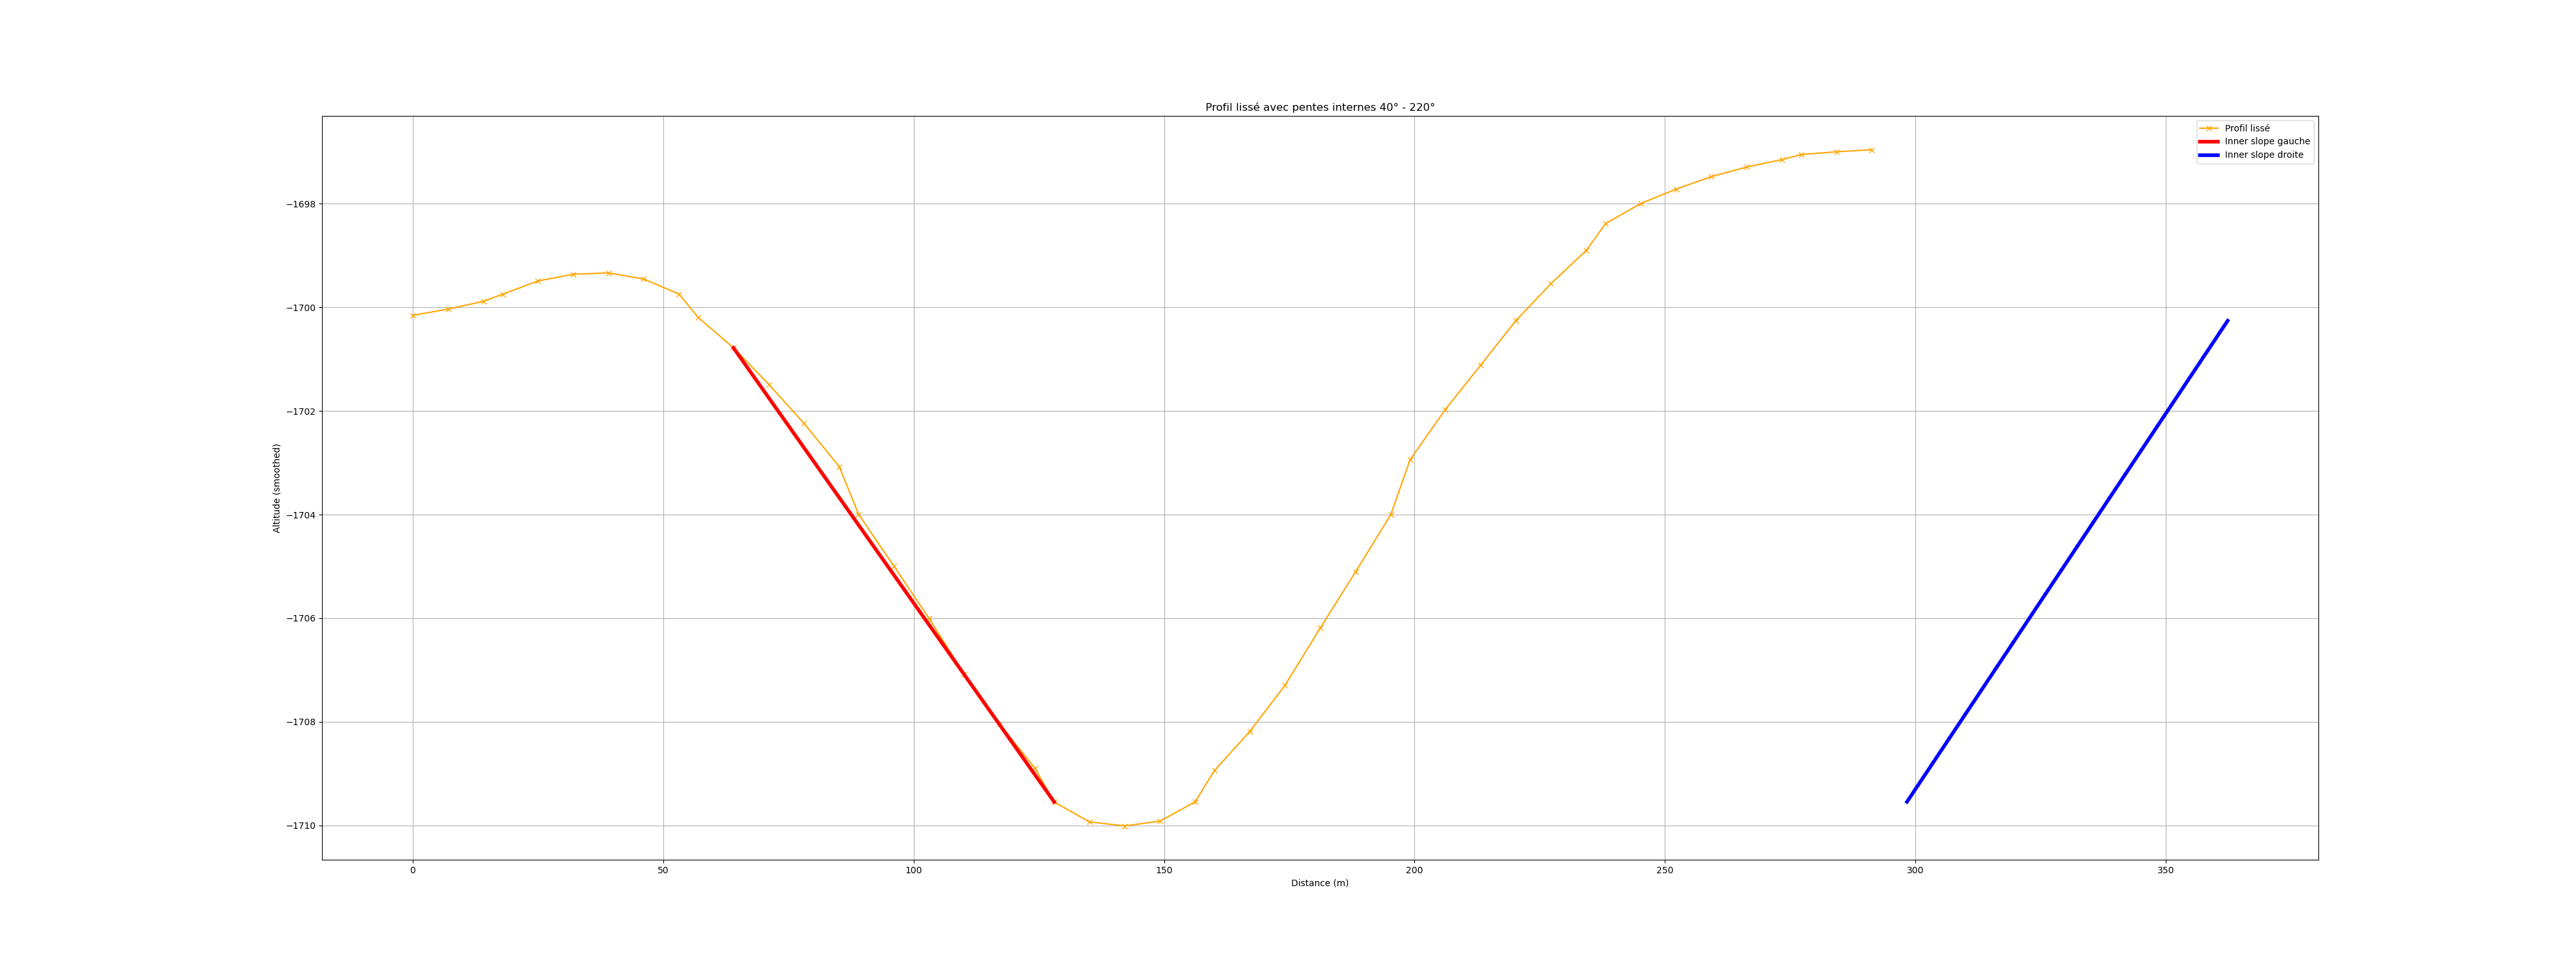 Profil lissé avec pentes internes 40° - 220°
Profil lissé
Inner slope gauche
Inner slope droite
−1698
−1700
−1702
−1704
−1706
−1708
−1710
Altitude (smoothed)
0 50 100 150 200 250 300 350
Distance (m)